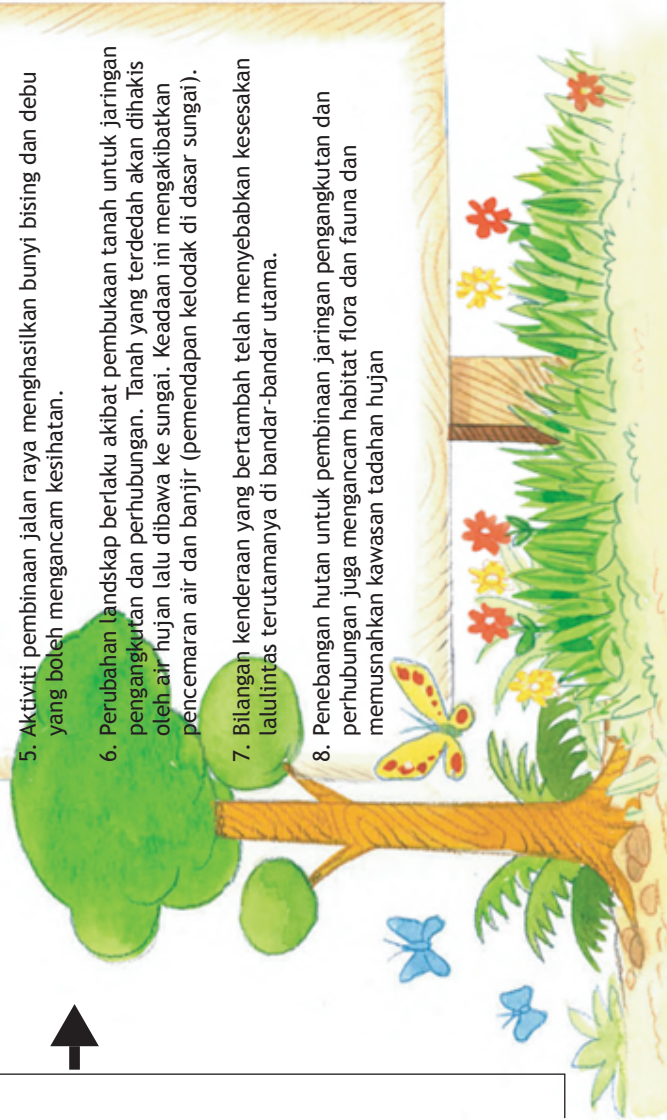 5. Aktiviti pembinaan jalan raya menghasilkan bunyi bising dan debu
yang boleh mengancam kesihatan.
6. Perubahan landskap berlaku akibat pembukaan tanah untuk jaringan
pengangkutan dan perhubungan. Tanah yang terdedah akan dihakis
oleh air hujan lalu dibawa ke sungai. Keadaan ini mengakibatkan
pencemaran air dan banjir (pemendapan kelodak di dasar sungai).
7. Bilangan kenderaan yang bertambah telah menyebabkan kesesakan
lalulintas terutamanya di bandar-bandar utama.
8. Penebangan hutan untuk pembinaan jaringan pengangkutan dan
perhubungan juga mengancam habitat flora dan fauna dan
memusnahkan kawasan tadahan hujan